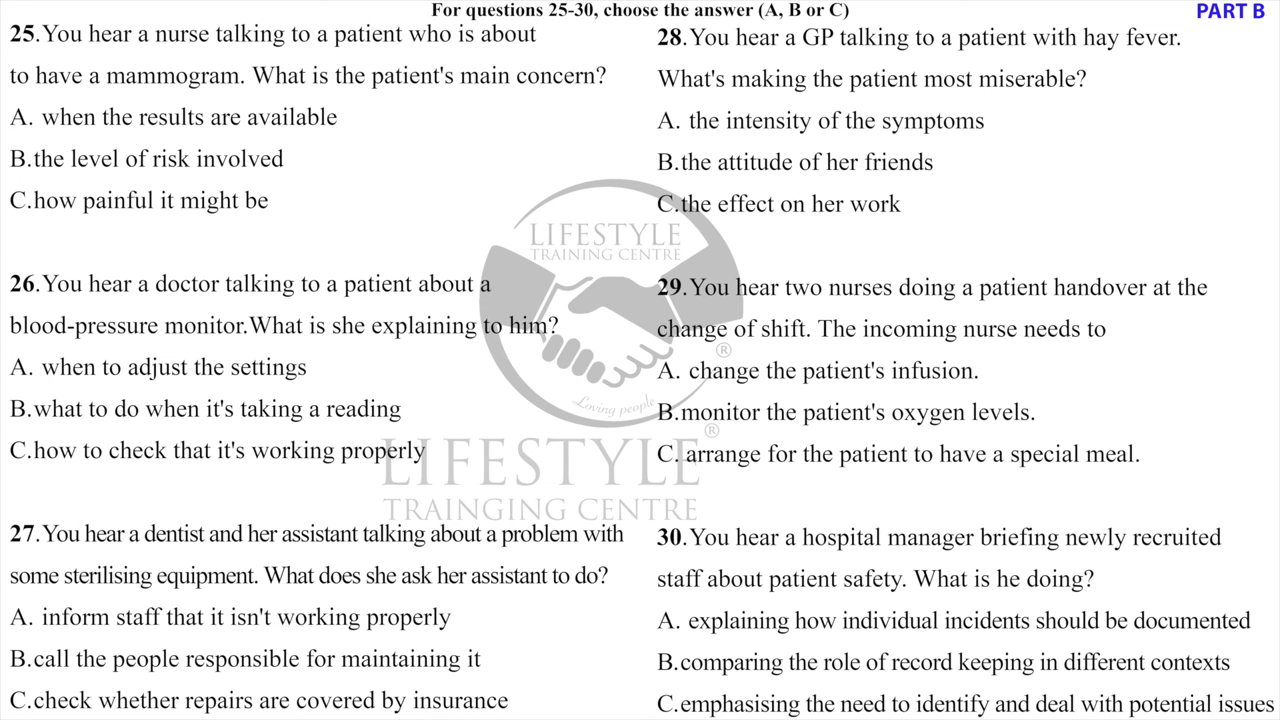 For questions 25-30, choose the answer (A, B or C)
PART B
25.You hear a nurse talking to a patient who is about
to have a mammogram. What is the patient's main concern?
A. when the results are available
B.the level of risk involved
C.how painful it might be
26.You hear a doctor talking to a patient about a
blood-pressure monitor.What is she explaining to him?
A. when to adjust the settings
B.what to do when it's taking a reading
C.how to check that it's working properly
27.You hear a dentist and her assistant talking about a problem with
some sterilising equipment. What does she ask her assistant to do?
A. inform staff that it isn't working properly
B.call the people responsible for maintaining it
C.check whether repairs are covered by insurance
28.You hear a GP talking to a patient with hay fever.
What's making the patient most miserable?
A. the intensity of the symptoms
B.the attitude of her friends
C.the effect on her work
29.You hear two nurses doing a patient handover at the
change of shift. The incoming nurse needs to
A. change the patient's infusion.
B.monitor the patient's oxygen levels.
C. arrange for the patient to have a special meal.
30.You hear a hospital manager briefing newly recruited
staff about patient safety. What is he doing?
A. explaining how individual incidents should be documented
B.comparing the role of record keeping in different contexts
C.emphasising the need to identify and deal with potential issues
LIFESTYLE
TRAINING CENTRE
®
Loving people
®
LIFESTYLE
TRAINGING CENTRE